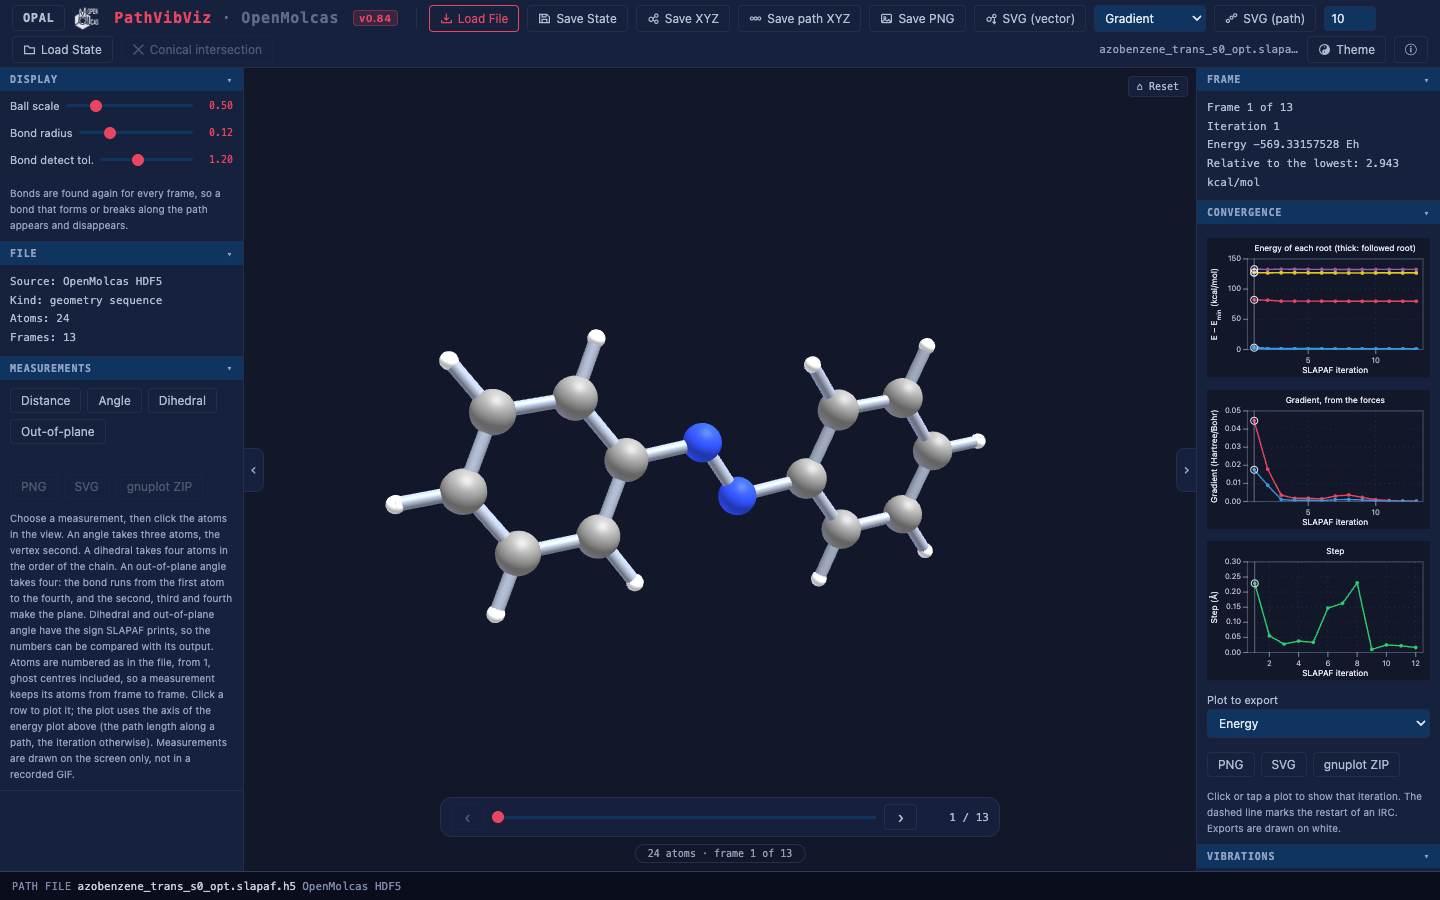 OPAL
OPEN
MOLCAS
PathVibViz · OpenMolcas v0.84
Load File
Save State
Save XYZ
Save path XYZ
Save PNG
SVG (vector)
Gradient
SVG (path)
10
Load State
Conical intersection
azobenzene_trans_s0_opt.slapa…
Theme
DISPLAY
Ball scale 0.50
Bond radius 0.12
Bond detect tol. 1.20
Bonds are found again for every frame, so a
bond that forms or breaks along the path
appears and disappears.
FILE
Source: OpenMolcas HDF5
Kind: geometry sequence
Atoms: 24
Frames: 13
MEASUREMENTS
Distance Angle Dihedral
Out-of-plane
PNG SVG gnuplot ZIP
Choose a measurement, then click the atoms
in the view. An angle takes three atoms, the
vertex second. A dihedral takes four atoms in
the order of the chain. An out-of-plane angle
takes four: the bond runs from the first atom
to the fourth, and the second, third and fourth
make the plane. Dihedral and out-of-plane
angle have the sign SLAPAF prints, so the
numbers can be compared with its output.
Atoms are numbered as in the file, from 1,
ghost centres included, so a measurement
keeps its atoms from frame to frame. Click a
row to plot it; the plot uses the axis of the
energy plot above (the path length along a
path, the iteration otherwise). Measurements
are drawn on the screen only, not in a
recorded GIF.
⌂ Reset
‹ › 1 / 13
24 atoms · frame 1 of 13
FRAME
Frame 1 of 13
Iteration 1
Energy −569.33157528 Eh
Relative to the lowest: 2.943
kcal/mol
CONVERGENCE
Energy of each root (thick: followed root)
E − Emin (kcal/mol)
150
100
50
0
5 10
SLAPAF iteration
Gradient, from the forces
Gradient (Hartree/Bohr)
0.05
0.04
0.03
0.02
0.01
0.00
5 10
SLAPAF iteration
Step
Step (Å)
0.30
0.25
0.20
0.15
0.10
0.05
0.00
2 4 6 8 10 12
SLAPAF iteration
Plot to export
Energy
PNG SVG gnuplot ZIP
Click or tap a plot to show that iteration. The
dashed line marks the restart of an IRC.
Exports are drawn on white.
VIBRATIONS
PATH FILE azobenzene_trans_s0_opt.slapaf.h5 OpenMolcas HDF5